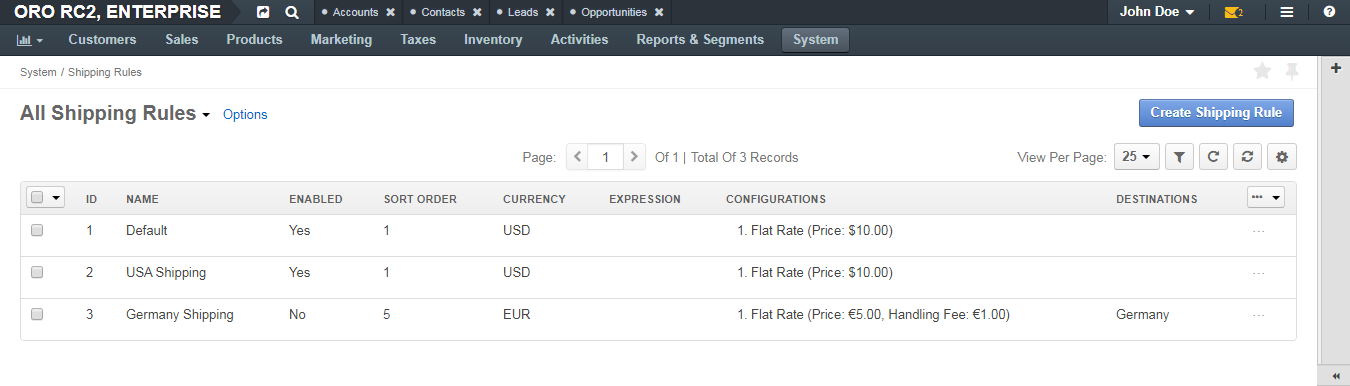 ORO RC2, ENTERPRISE Accounts Contacts Leads Opportunities John Doe 2
Customers Sales Products Marketing Taxes Inventory Activities Reports & Segments System
System / Shipping Rules
All Shipping Rules Options Create Shipping Rule
Page: 1 Of 1 | Total Of 3 Records View Per Page: 25
ID NAME ENABLED SORT ORDER CURRENCY EXPRESSION CONFIGURATIONS DESTINATIONS
1 Default Yes 1 USD 1. Flat Rate (Price: $10.00)
2 USA Shipping Yes 1 USD 1. Flat Rate (Price: $10.00)
3 Germany Shipping No 5 EUR 1. Flat Rate (Price: €5.00, Handling Fee: €1.00) Germany